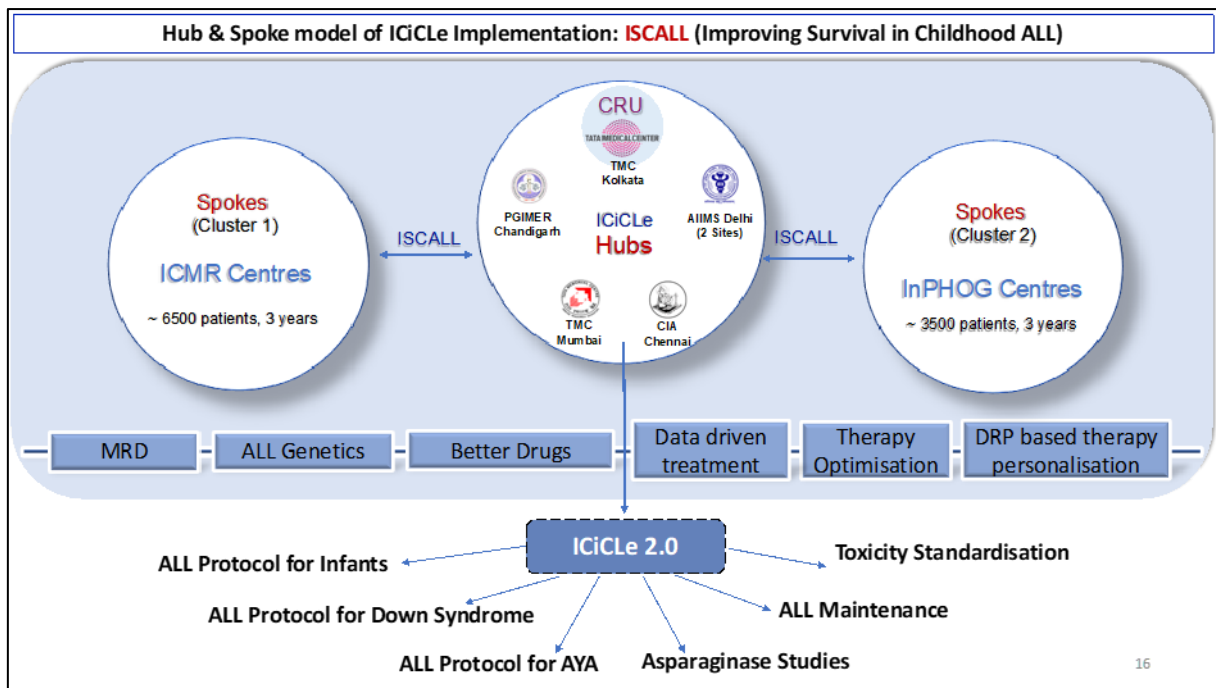 Hub & Spoke model of ICiCLe Implementation: ISCALL (Improving Survival in Childhood ALL)
Spokes
(Cluster 1)
ICMR Centres
~ 6500 patients, 3 years
ISCALL
CRU
TATA MEDICAL CENTER
TMC
Kolkata
PGIMER
Chandigarh
ICiCLe
Hubs
AIIMS Delhi
(2 Sites)
TMC
Mumbai
CIA
Chennai
ISCALL
Spokes
(Cluster 2)
InPHOG Centres
~ 3500 patients, 3 years
MRD
ALL Genetics
Better Drugs
Data driven
treatment
Therapy
Optimisation
DRP based therapy
personalisation
ICiCLe 2.0
ALL Protocol for Infants
ALL Protocol for Down Syndrome
ALL Protocol for AYA
Asparaginase Studies
ALL Maintenance
Toxicity Standardisation
16